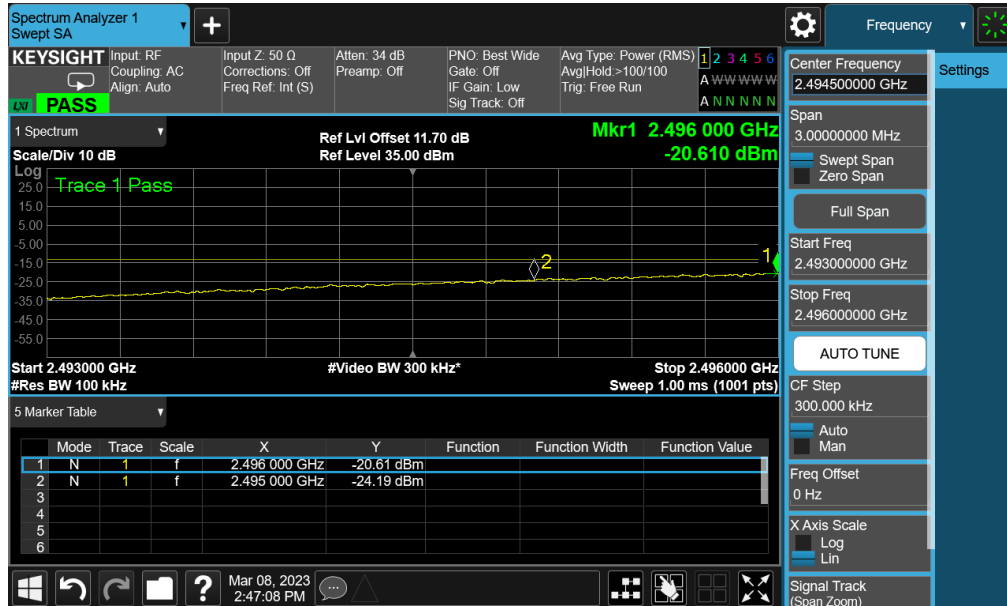 Spectrum Analyzer 1
Swept SA
+
Frequency
KEYSIGHT
Input: RF
Coupling: AC
Align: Auto
Input Z: 50 Ω
Corrections: Off
Freq Ref: Int (S)
Atten: 34 dB
Preamp: Off
PNO: Best Wide
Gate: Off
IF Gain: Low
Sig Track: Off
Avg Type: Power (RMS)
Avg|Hold:>100/100
Trig: Free Run
1 2 3 4 5 6
A W W W W W
A N N N N N
LXI PASS
1 Spectrum
Scale/Div 10 dB
Ref Lvl Offset 11.70 dB
Ref Level 35.00 dBm
Mkr1 2.496 000 GHz
-20.610 dBm
Log
Trace 1 Pass
25.0
15.0
5.00
-5.00
-15.0
-25.0
-35.0
-45.0
-55.0
2
1
Start 2.493000 GHz
#Video BW 300 kHz*
Stop 2.496000 GHz
#Res BW 100 kHz
Sweep 1.00 ms (1001 pts)
5 Marker Table
Mode Trace Scale X Y Function Function Width Function Value
1 N 1 f 2.496 000 GHz -20.61 dBm
2 N 1 f 2.495 000 GHz -24.19 dBm
3
4
5
6
?
Mar 08, 2023
2:47:08 PM
Center Frequency
2.494500000 GHz
Settings
Span
3.00000000 MHz
Swept Span
Zero Span
Full Span
Start Freq
2.493000000 GHz
Stop Freq
2.496000000 GHz
AUTO TUNE
CF Step
300.000 kHz
Auto
Man
Freq Offset
0 Hz
X Axis Scale
Log
Lin
Signal Track
(Span Zoom)